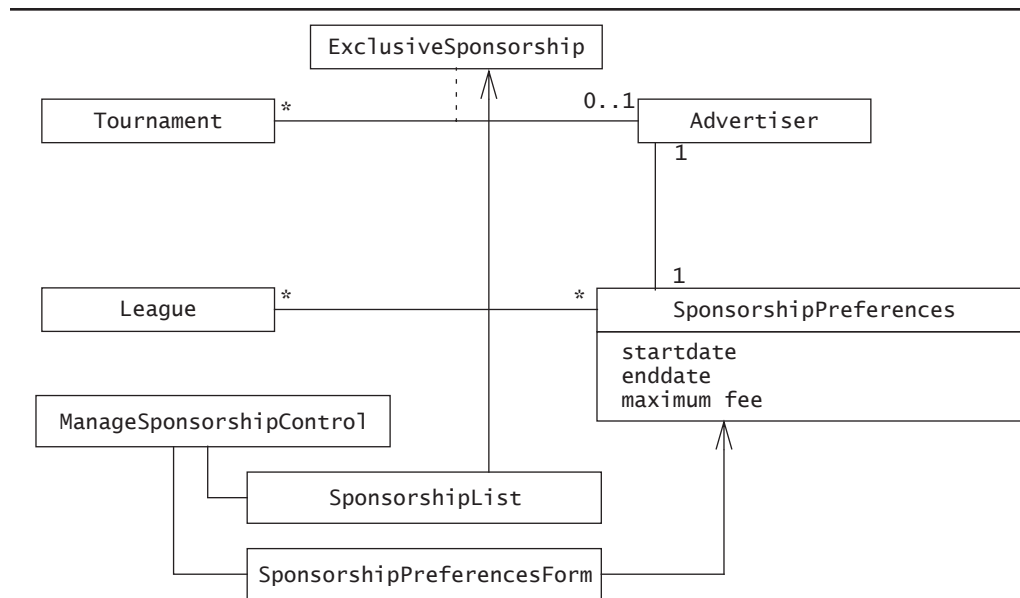 ExclusiveSponsorship
* 0..1
Tournament Advertiser
1
1
* *
League SponsorshipPreferences
startdate
enddate
maximum fee
ManageSponsorshipControl
SponsorshipList
SponsorshipPreferencesForm